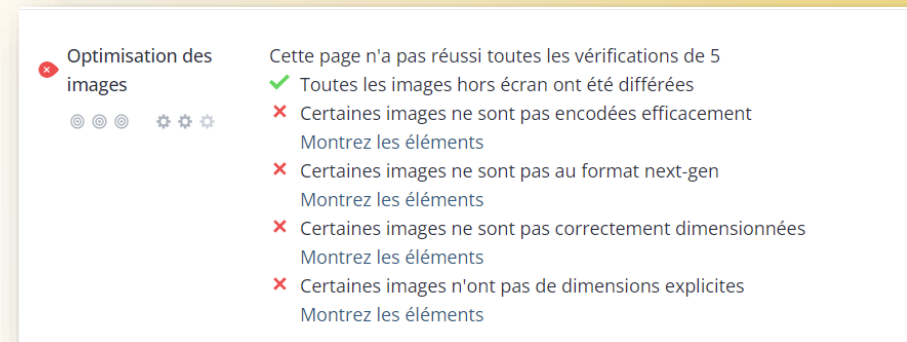 Optimisation des images
Cette page n'a pas réussi toutes les vérifications de 5
Toutes les images hors écran ont été différées
Certaines images ne sont pas encodées efficacement
Montrez les éléments
Certaines images ne sont pas au format next-gen
Montrez les éléments
Certaines images ne sont pas correctement dimensionnées
Montrez les éléments
Certaines images n'ont pas de dimensions explicites
Montrez les éléments